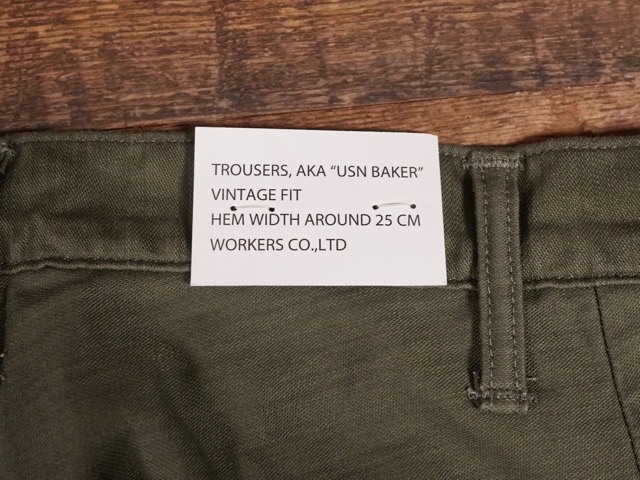 TROUSERS, AKA “USN BAKER”
VINTAGE FIT
HEM WIDTH AROUND 25 CM
WORKERS CO.,LTD